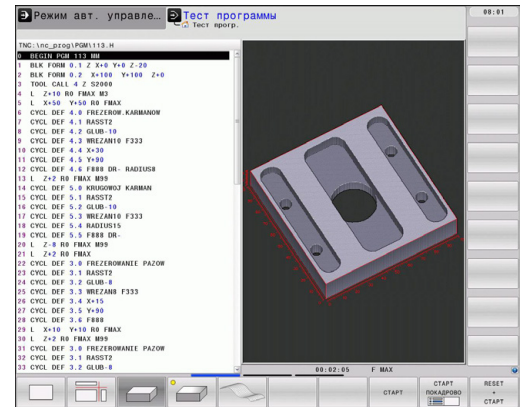 Режим авт. управле…
Тест программы
Тест прогр.
08:01
TNC:\nc_prog\PGM\113.H
0 BEGIN PGM 113 MM
1 BLK FORM 0.1 Z X+0 Y+0 Z-20
2 BLK FORM 0.2 X+100 Y+100 Z+0
3 TOOL CALL 4 Z S2000
4 L Z+10 R0 FMAX M3
5 L X+50 Y+50 R0 FMAX
6 CYCL DEF 4.0 FREZEROW.KARMANOW
7 CYCL DEF 4.1 RASST2
8 CYCL DEF 4.2 GLUB-10
9 CYCL DEF 4.3 WREZAN10 F333
10 CYCL DEF 4.4 X+30
11 CYCL DEF 4.5 Y+90
12 CYCL DEF 4.6 F888 DR- RADIUS8
13 L Z+2 R0 FMAX M99
14 CYCL DEF 5.0 KRUGOWOJ KARMAN
15 CYCL DEF 5.1 RASST2
16 CYCL DEF 5.2 GLUB-10
17 CYCL DEF 5.3 WREZAN10 F333
18 CYCL DEF 5.4 RADIUS15
19 CYCL DEF 5.5 F888 DR-
20 L Z-8 R0 FMAX M99
21 L Z+2 R0 FMAX
22 CYCL DEF 3.0 FREZEROWANIE PAZOW
23 CYCL DEF 3.1 RASST2
24 CYCL DEF 3.2 GLUB-8
25 CYCL DEF 3.3 WREZAN8 F333
26 CYCL DEF 3.4 X+15
27 CYCL DEF 3.5 Y+90
28 CYCL DEF 3.6 F888
29 L X+10 Y+10 R0 FMAX
30 L Z+2 R0 FMAX M99
31 CYCL DEF 3.0 FREZEROWANIE PAZOW
32 CYCL DEF 3.1 RASST2
33 CYCL DEF 3.2 GLUB-8
00:02:05 F MAX
СТАРТ
СТАРТ ПОКАДРОВО
RESET + СТАРТ